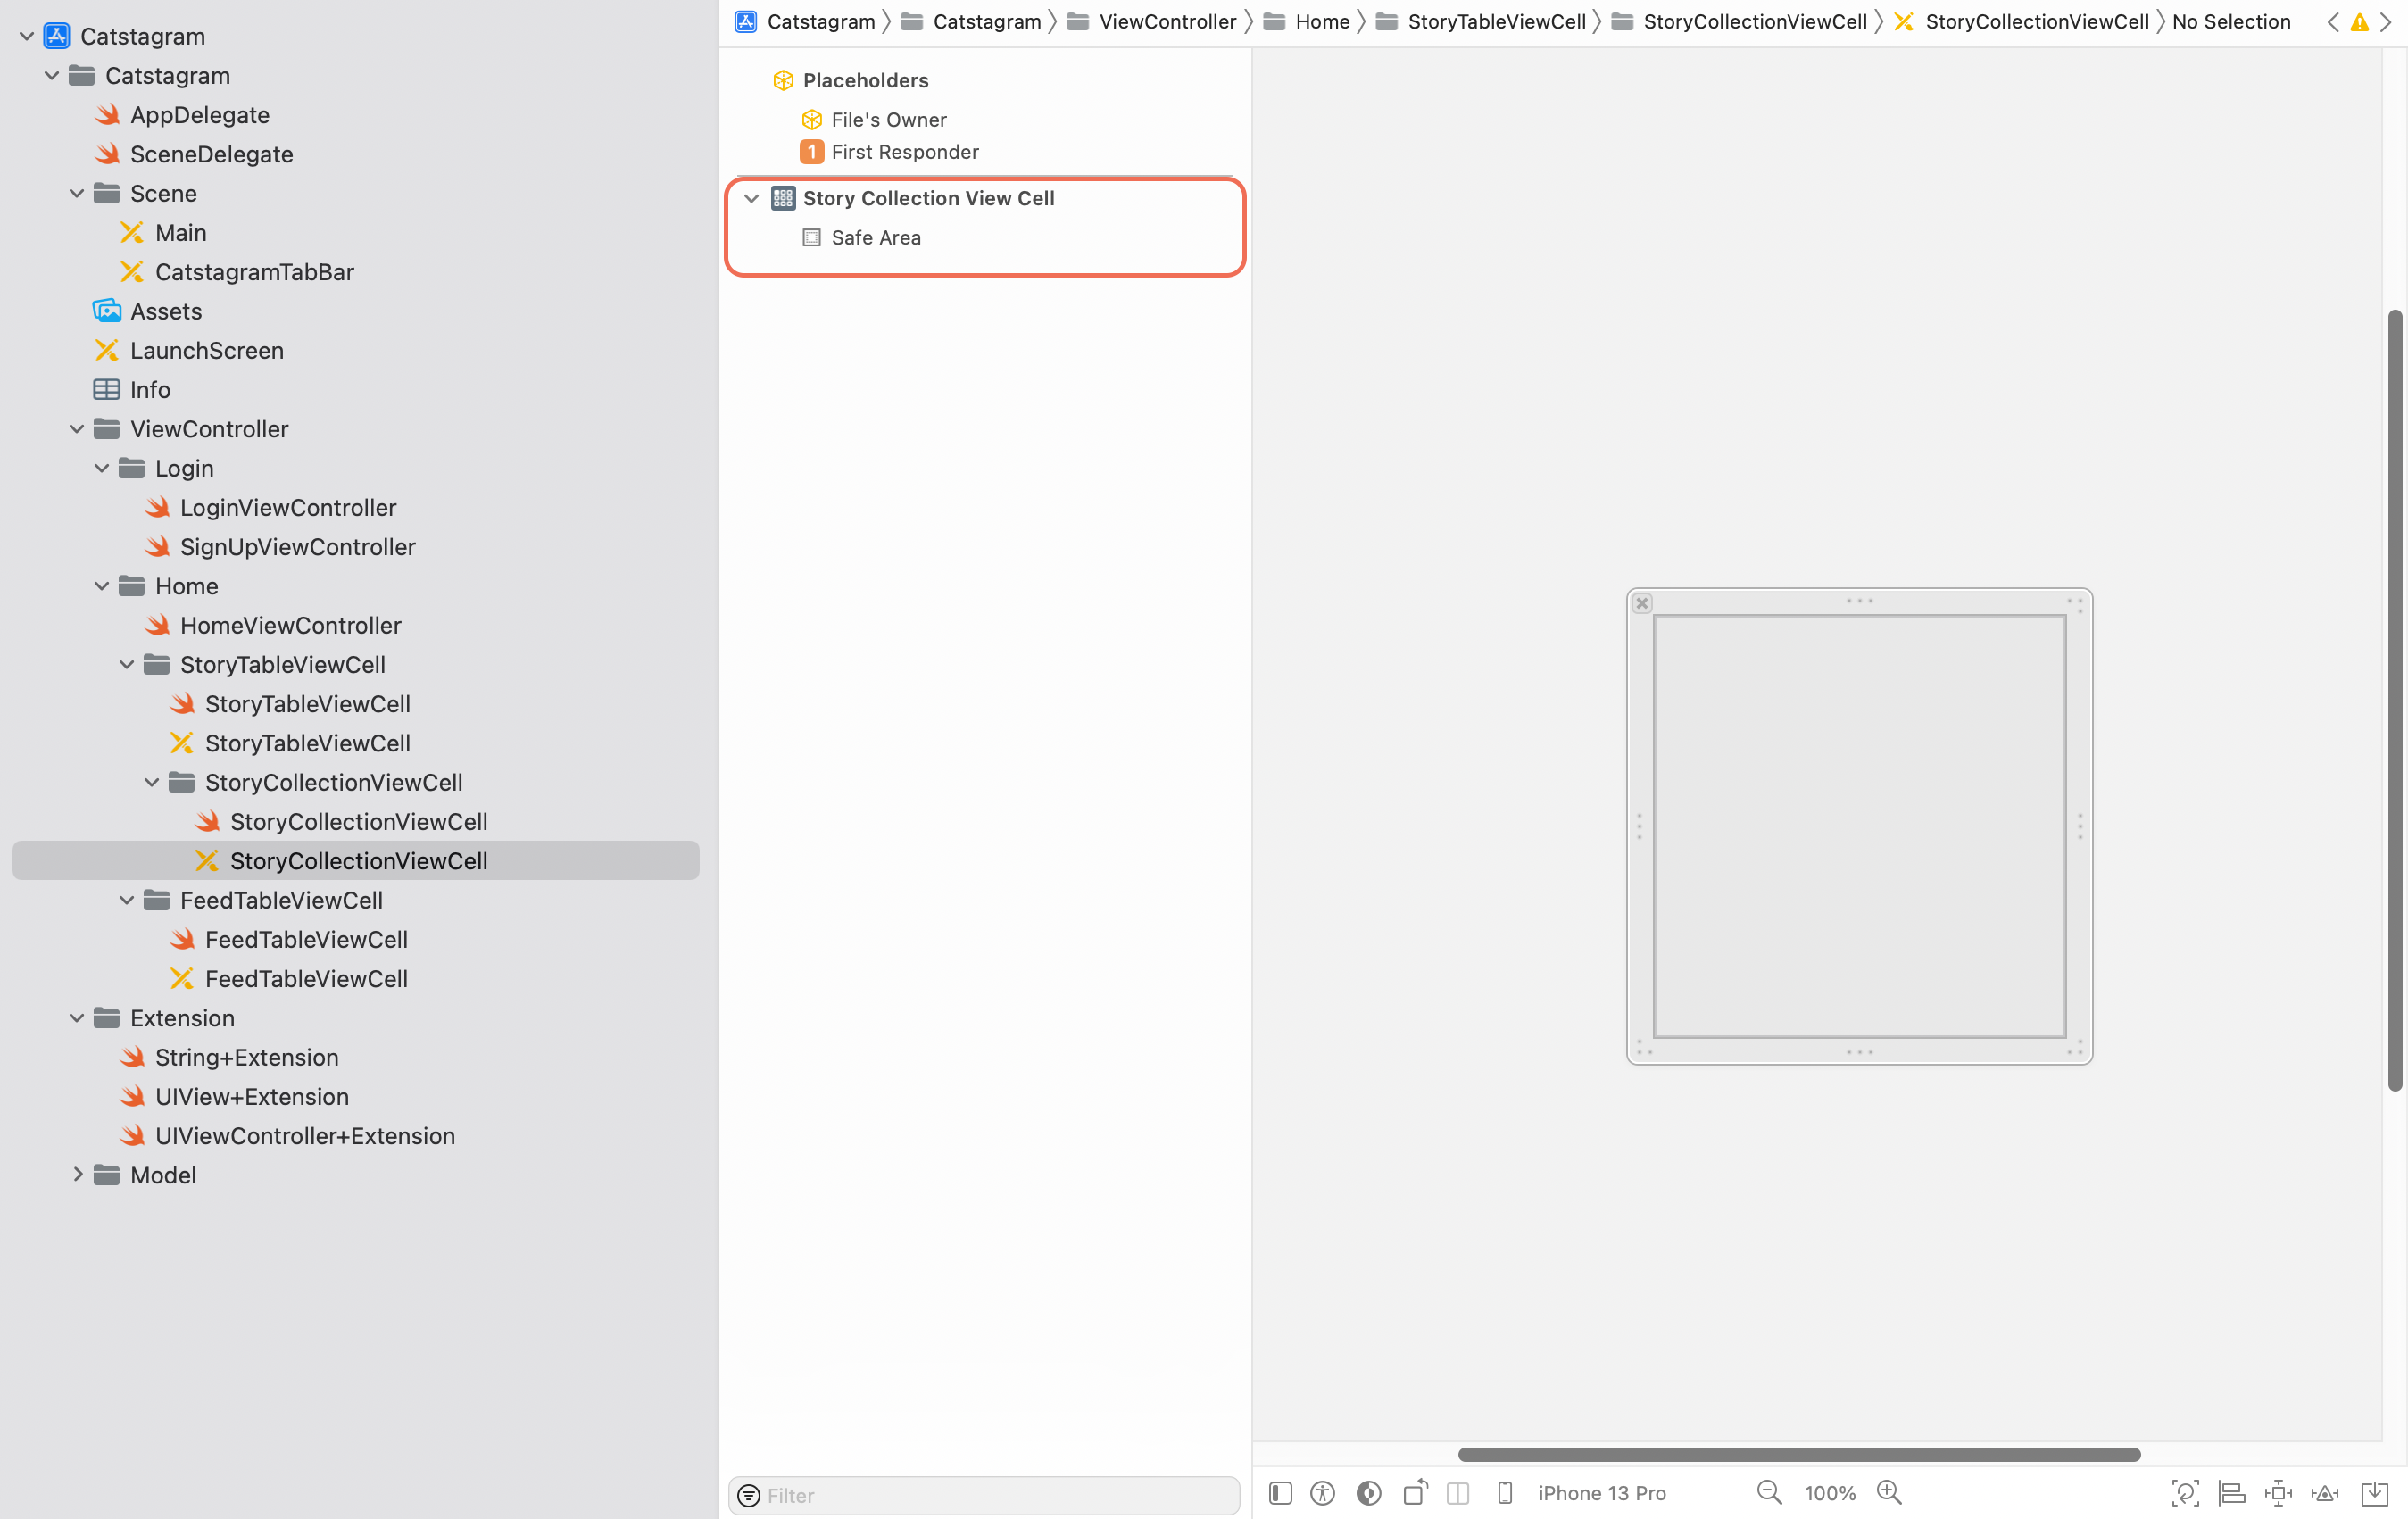 Catstagram
Catstagram
AppDelegate
SceneDelegate
Scene
Main
CatstagramTabBar
Assets
LaunchScreen
Info
ViewController
Login
LoginViewController
SignUpViewController
Home
HomeViewController
StoryTableViewCell
StoryTableViewCell
StoryTableViewCell
StoryCollectionViewCell
StoryCollectionViewCell
StoryCollectionViewCell
FeedTableViewCell
FeedTableViewCell
FeedTableViewCell
Extension
String+Extension
UIView+Extension
UIViewController+Extension
Model
Catstagram Catstagram ViewController Home StoryTableViewCell StoryCollectionViewCell StoryCollectionViewCell No Selection
Placeholders
File's Owner
1 First Responder
Story Collection View Cell
Safe Area
Filter
iPhone 13 Pro 100%